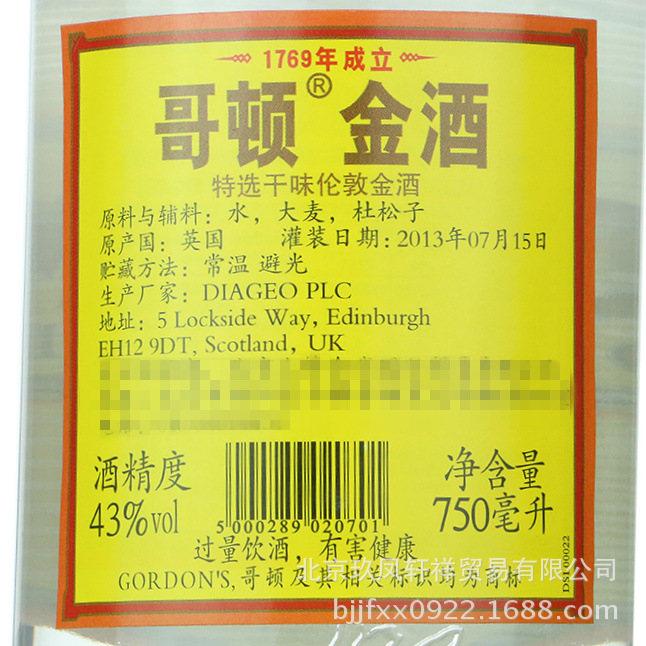 1769年成立
哥顿® 金酒
特选干味伦敦金酒
原料与辅料：水，大麦，杜松子
原产国：英国 灌装日期：2013年07月15日
贮藏方法：常温 避光
生产厂家：DIAGEO PLC
地址：5 Lockside Way, Edinburgh
EH12 9DT, Scotland, UK
酒精度 净含量
43%vol 750毫升
5 000289 020701
过量饮酒，有害健康
GORDON'S,哥顿及其相关标识均为商标
DSI 00022
北京玖凤轩祥贸易有限公司
bjjfxx0922.1688.com